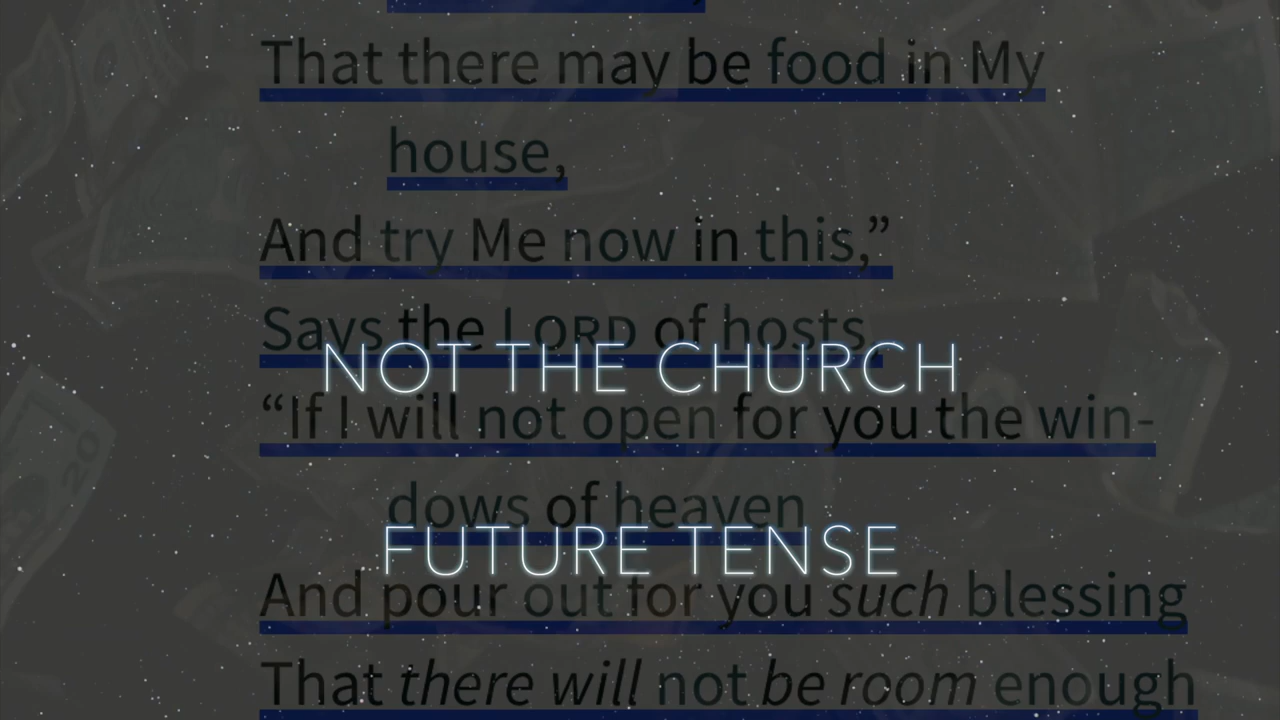 That there may be food in My
house,
And try Me now in this,”
Says the LORD of hosts,
NOT THE CHURCH
“If I will not open for you the win-
dows of heaven
FUTURE TENSE
And pour out for you such blessing
That there will not be room enough